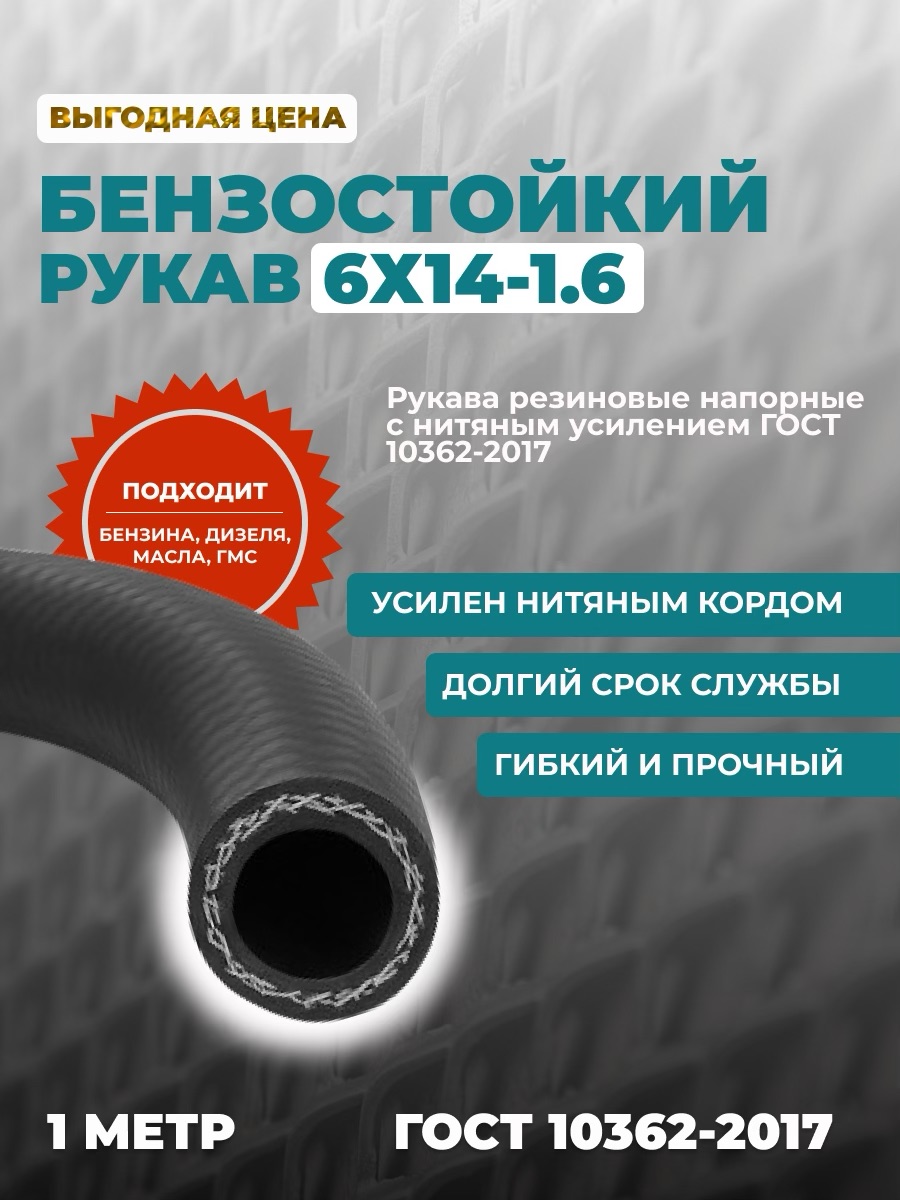 ВЫГОДНАЯ ЦЕНА
БЕНЗОСТОЙКИЙ
РУКАВ 6X14-1.6
Рукава резиновые напорные
с нитяным усилением ГОСТ
10362-2017
ПОДХОДИТ
БЕНЗИНА, ДИЗЕЛЯ,
МАСЛА, ГМС
УСИЛЕН НИТЯНЫМ КОРДОМ
ДОЛГИЙ СРОК СЛУЖБЫ
ГИБКИЙ И ПРОЧНЫЙ
1 МЕТР
ГОСТ 10362-2017